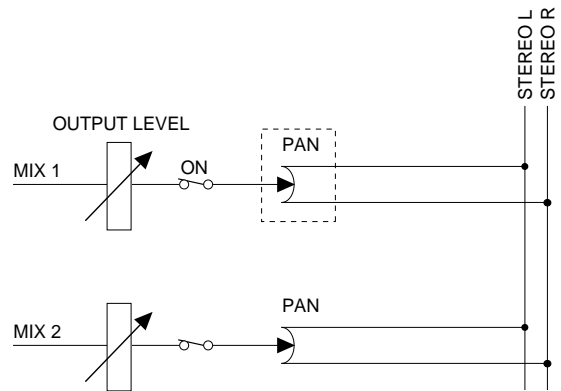 STEREO L
STEREO R
OUTPUT LEVEL
PAN
MIX 1
ON
PAN
MIX 2